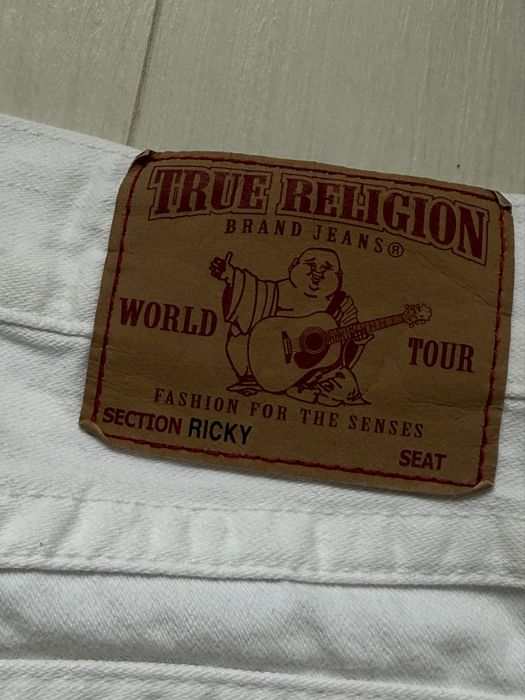 TRUE RELIGION
BRAND JEANS®
WORLD TOUR
FASHION FOR THE SENSES
SECTION RICKY
SEAT